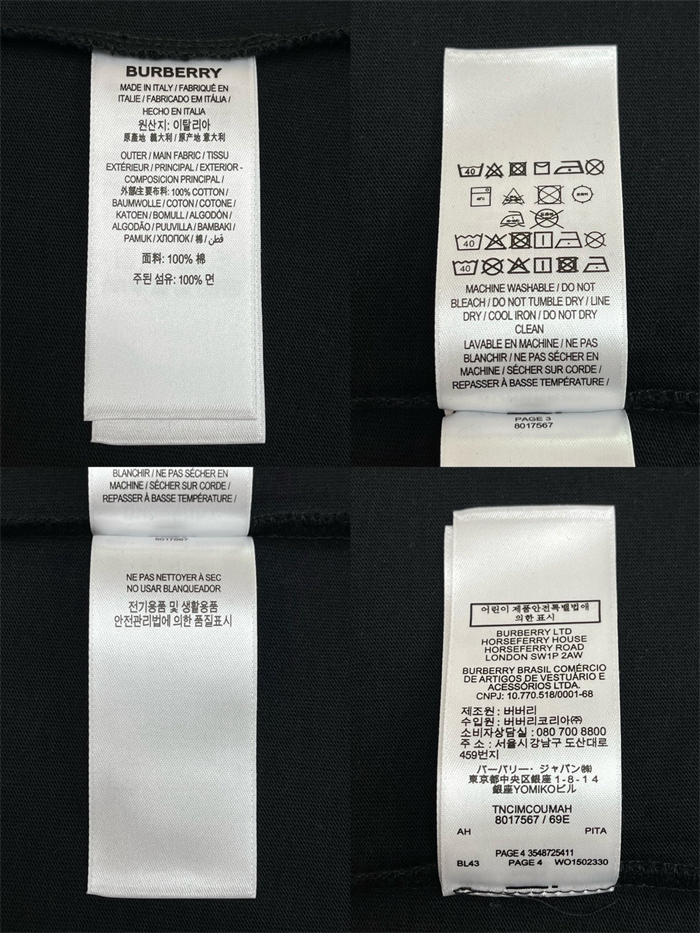 BURBERRY
MADE IN ITALY / FABRIQUÉ EN
ITALIE / FABRICADO EM ITÁLIA /
HECHO EN ITALIA
원산지: 이탈리아
原產地 義大利 / 原产地 意大利
OUTER / MAIN FABRIC / TISSU
EXTÉRIEUR / PRINCIPAL / EXTERIOR-
COMPOSICIÓN PRINCIPAL /
外部/主要布料: 100% COTTON /
BAUMWOLLE / COTON / COTONE /
KATOEN / BOMULL / ALGODÓN /
ALGODÃO / PUUVILLA / BAMBAKI /
PAMUK / ХЛОПОК / 棉 / قطن
面料: 100% 棉
주된 섬유: 100% 면
40
40
40
MACHINE WASHABLE / DO NOT
BLEACH / DO NOT TUMBLE DRY / LINE
DRY / COOL IRON / DO NOT DRY
CLEAN
LAVABLE EN MACHINE / NE PAS
BLANCHIR / NE PAS SÉCHER EN
MACHINE / SÉCHER SUR CORDE /
REPASSER À BASSE TEMPÉRATURE /
PAGE 3
8017567
BLANCHIR / NE PAS SÉCHER EN
MACHINE / SÉCHER SUR CORDE /
REPASSER À BASSE TEMPÉRATURE /
8017567
NE PAS NETTOYER À SEC
NO USAR BLANQUEADOR
전기용품 및 생활용품
안전관리법에 의한 품질표시
어린이 제품안전특별법에
의한 표시
BURBERRY LTD
HORSEFERRY HOUSE
HORSEFERRY ROAD
LONDON SW1P 2AW
BURBERRY BRASIL COMÉRCIO
DE ARTIGOS DE VESTUÁRIO E
ACESSÓRIOS LTDA.
CNPJ: 10.770.518/0001-68
제조원 : 버버리
수입원 : 버버리코리아㈜
소비자상담실 : 080 700 8800
주 소 : 서울시 강남구 도산대로
459번지
バーバリー・ジャパン㈱
東京都中央区銀座 1 - 8 - 1 4
銀座YOMIKOビル
TNCIMCOUMAH
8017567 / 69E
AH PITA
PAGE 4 3548725411
BL43 PAGE 4 WO1502330